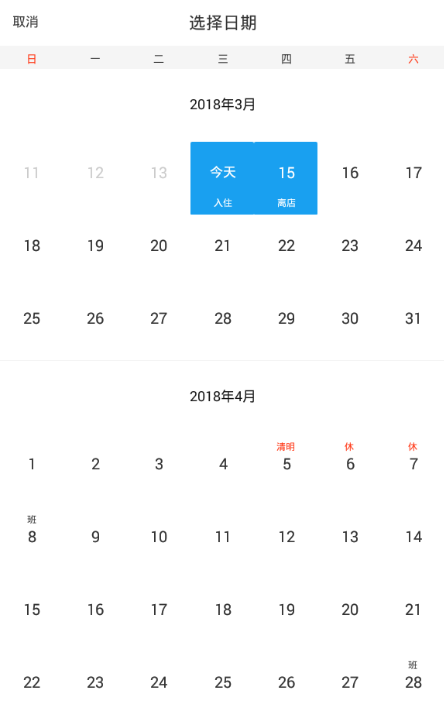 取消 选择日期
日 一 二 三 四 五 六
2018年3月
11 12 13 今天 15 16 17
入住 离店
18 19 20 21 22 23 24
25 26 27 28 29 30 31
2018年4月
清明 休 休
1 2 3 4 5 6 7
班
8 9 10 11 12 13 14
15 16 17 18 19 20 21
班
22 23 24 25 26 27 28